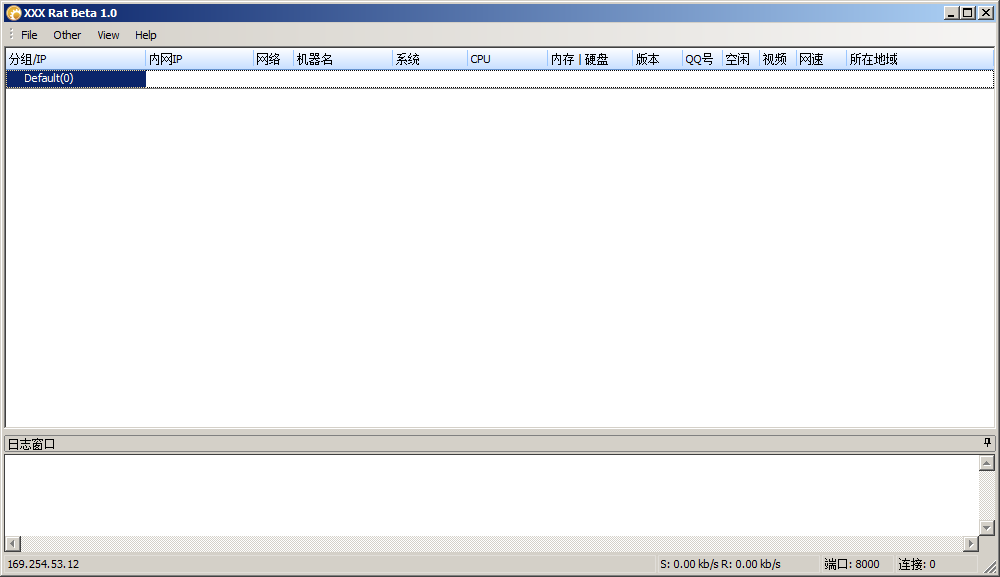 XXX Rat Beta 1.0
File Other View Help
分组/IP 内网IP 网络 机器名 系统 CPU 内存|硬盘 版本 QQ号 空闲 视频 网速 所在地域
Default(0)
日志窗口
169.254.53.12 S: 0.00 kb/s R: 0.00 kb/s 端口: 8000 连接: 0